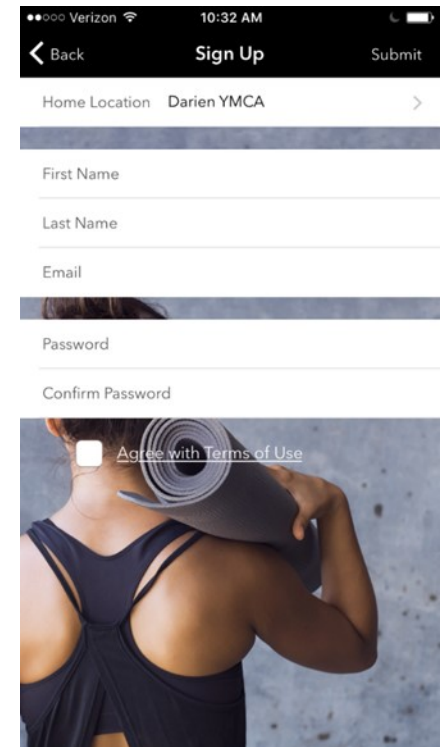 Verizon 10:32 AM
Back Sign Up Submit
Home Location Darien YMCA
First Name
Last Name
Email
Password
Confirm Password
Agree with Terms of Use